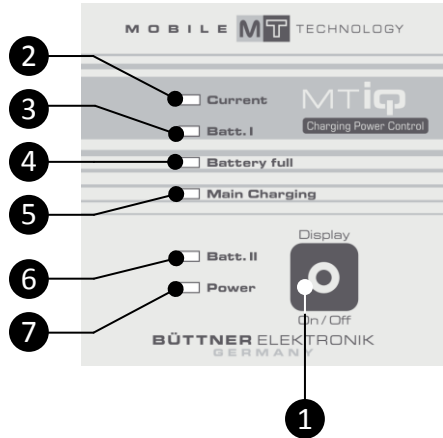 MOBILE MT TECHNOLOGY
2
Current
MTiQ
3
Batt. I
Charging Power Control
4
Battery full
5
Main Charging
Display
6
Batt. II
7
Power
On / Off
BÜTTNER ELEKTRONIK
GERMANY
1